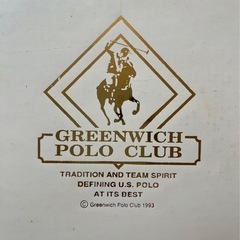 GREENWICH
POLO CLUB
TRADITION AND TEAM SPIRIT
DEFINING U.S. POLO
AT ITS BEST
© Greenwich Polo Club 1993